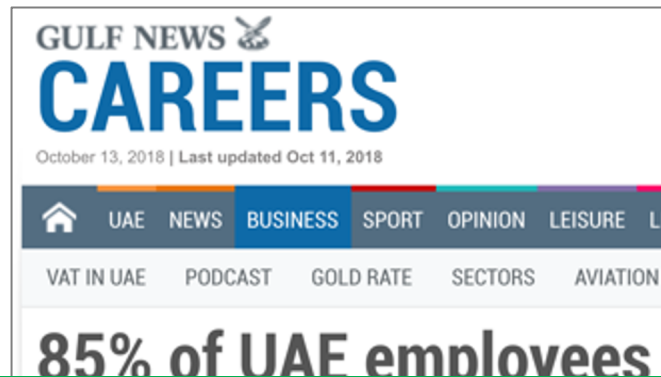 GULF NEWS
CAREERS
October 13, 2018 | Last updated Oct 11, 2018
UAE NEWS BUSINESS SPORT OPINION LEISURE L
VAT IN UAE PODCAST GOLD RATE SECTORS AVIATION
85% of UAE employees